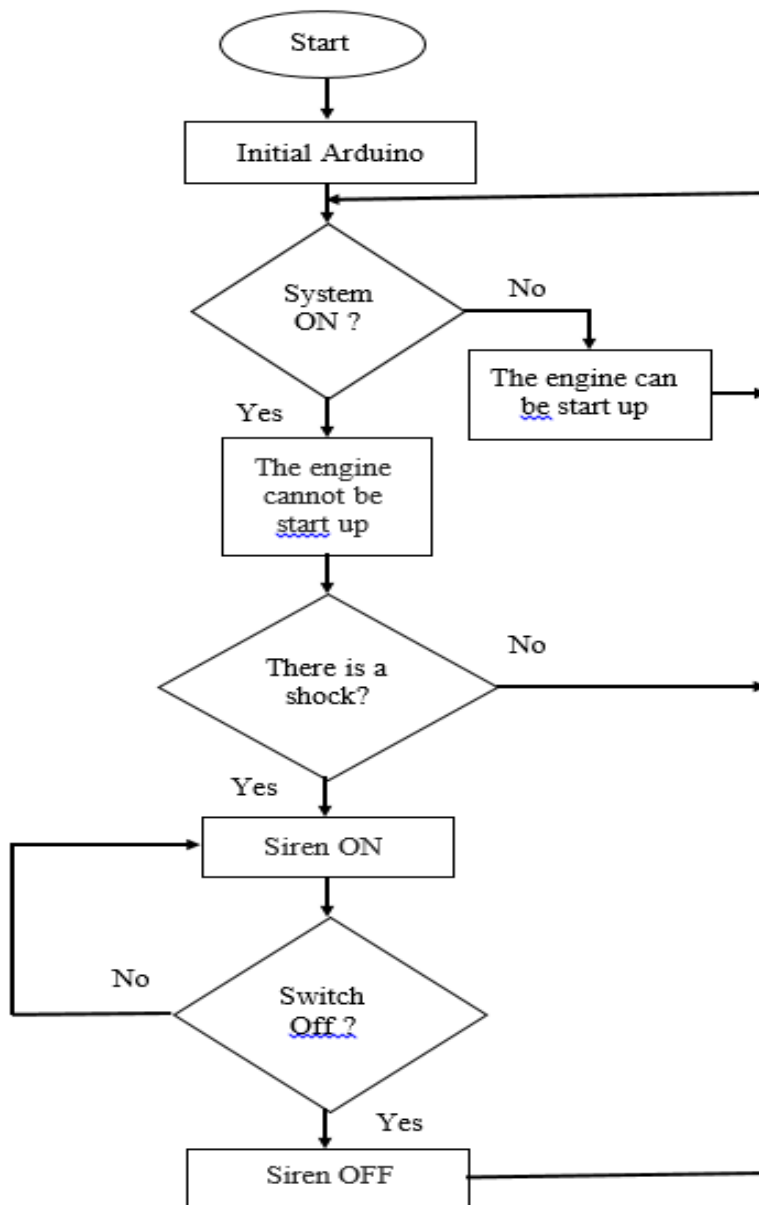 Start
Initial Arduino
System
ON ?
No
The engine can
be start up
Yes
The engine
cannot be
start up
There is a
shock?
No
Yes
Siren ON
No
Switch
Off ?
Yes
Siren OFF